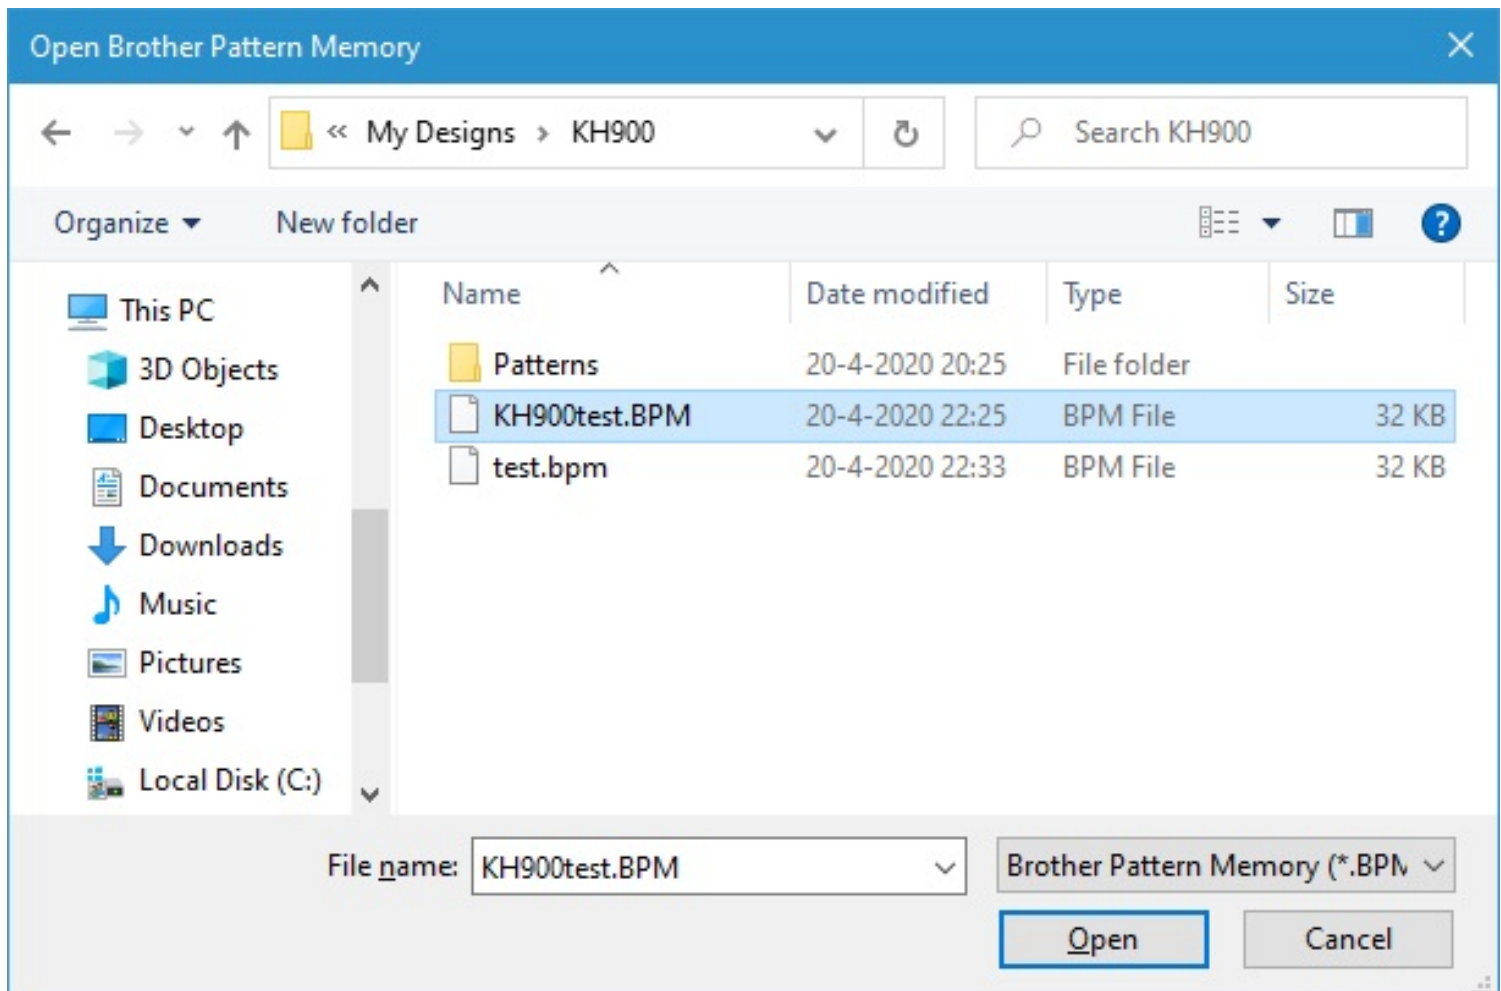 Open Brother Pattern Memory
« My Designs › KH900
Search KH900
Organize
New folder
?
Name
Date modified
Type
Size
This PC
3D Objects
Desktop
Documents
Downloads
Music
Pictures
Videos
Local Disk (C:)
Patterns 20-4-2020 20:25 File folder
KH900test.BPM 20-4-2020 22:25 BPM File 32 KB
test.bpm 20-4-2020 22:33 BPM File 32 KB
File name: KH900test.BPM
Brother Pattern Memory (*.BPM
Open
Cancel